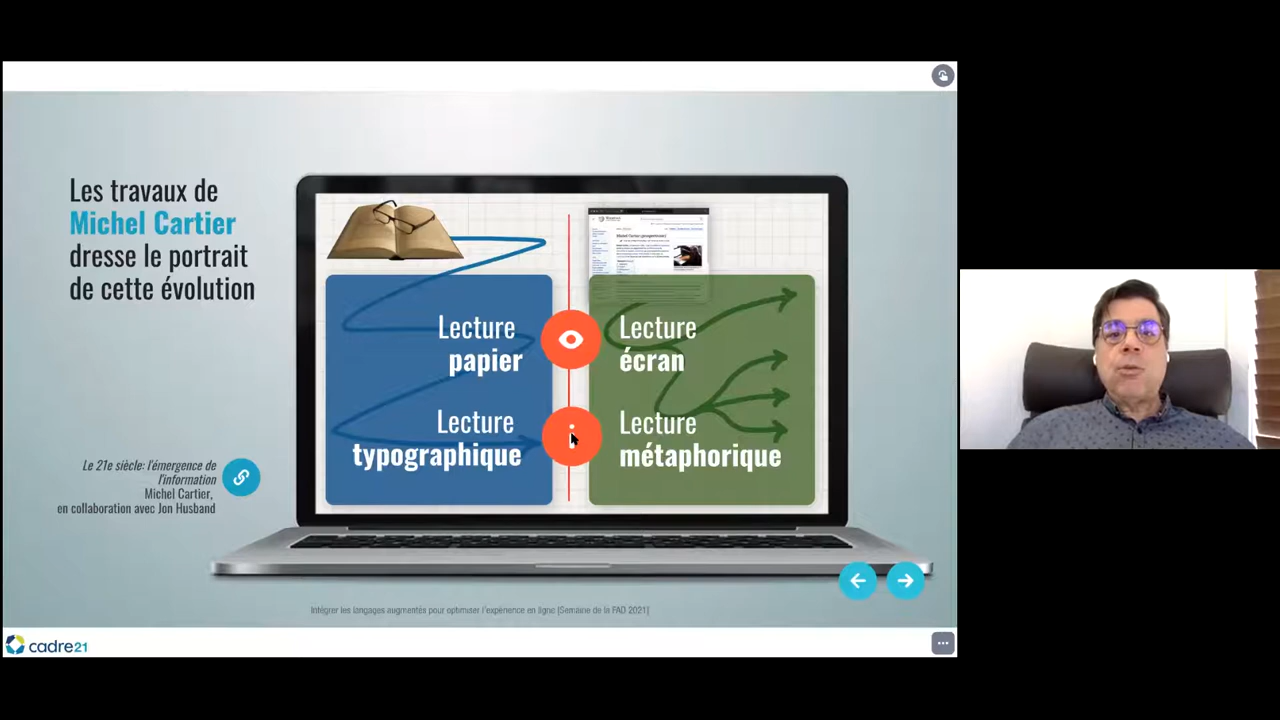 Les travaux de
Michel Cartier
dresse le portrait
de cette évolution
Lecture
papier
Lecture
typographique
Lecture
écran
Lecture
métaphorique
Le 21e siècle: l'émergence de
l'information
Michel Cartier,
en collaboration avec Jon Husband
Intégrer les langages augmentés pour optimiser l'expérience en ligne (Semaine de la FAD 2021)
cadre21